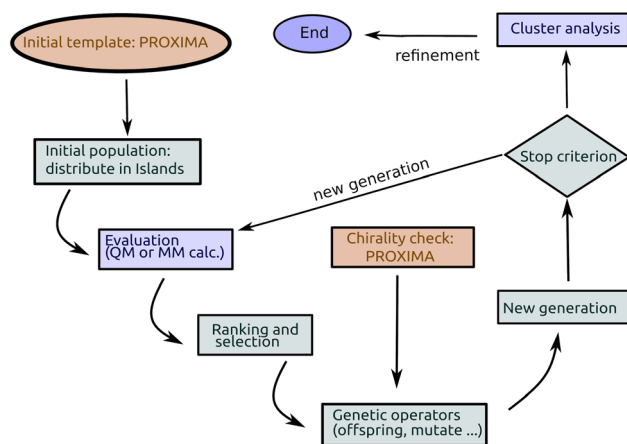 Initial template: PROXIMA
End
Cluster analysis
refinement
Initial population:
distribute in Islands
Stop criterion
new generation
Evaluation
(QM or MM calc.)
Chirality check:
PROXIMA
New generation
Ranking and
selection
Genetic operators
(offspring, mutate ...)